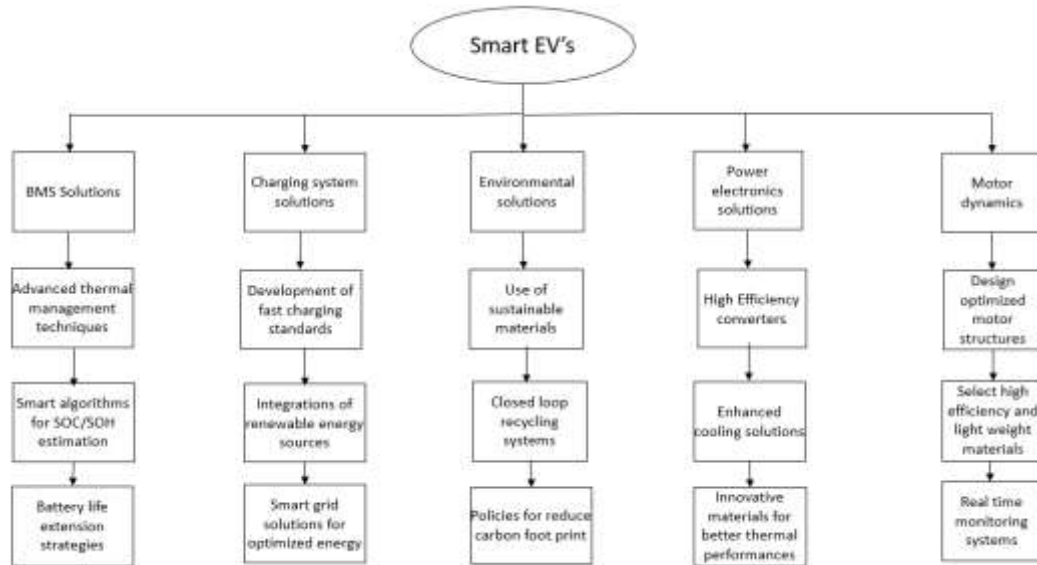 Smart EV's
BMS Solutions
Advanced thermal
management
techniques
Smart algorithms
for SOC/SOH
estimation
Battery life
extension
strategies
Charging system
solutions
Development of
fast charging
standards
Integrations of
renewable energy
sources
Smart grid
solutions for
optimized energy
Environmental
solutions
Use of
sustainable
materials
Closed loop
recycling
systems
Policies for reduce
carbon foot print
Power
electronics
solutions
High Efficiency
converters
Enhanced
cooling solutions
Innovative
materials for
better thermal
performances
Motor
dynamics
Design
optimized
motor
structures
Select high
efficiency and
light weight
materials
Real time
monitoring
systems